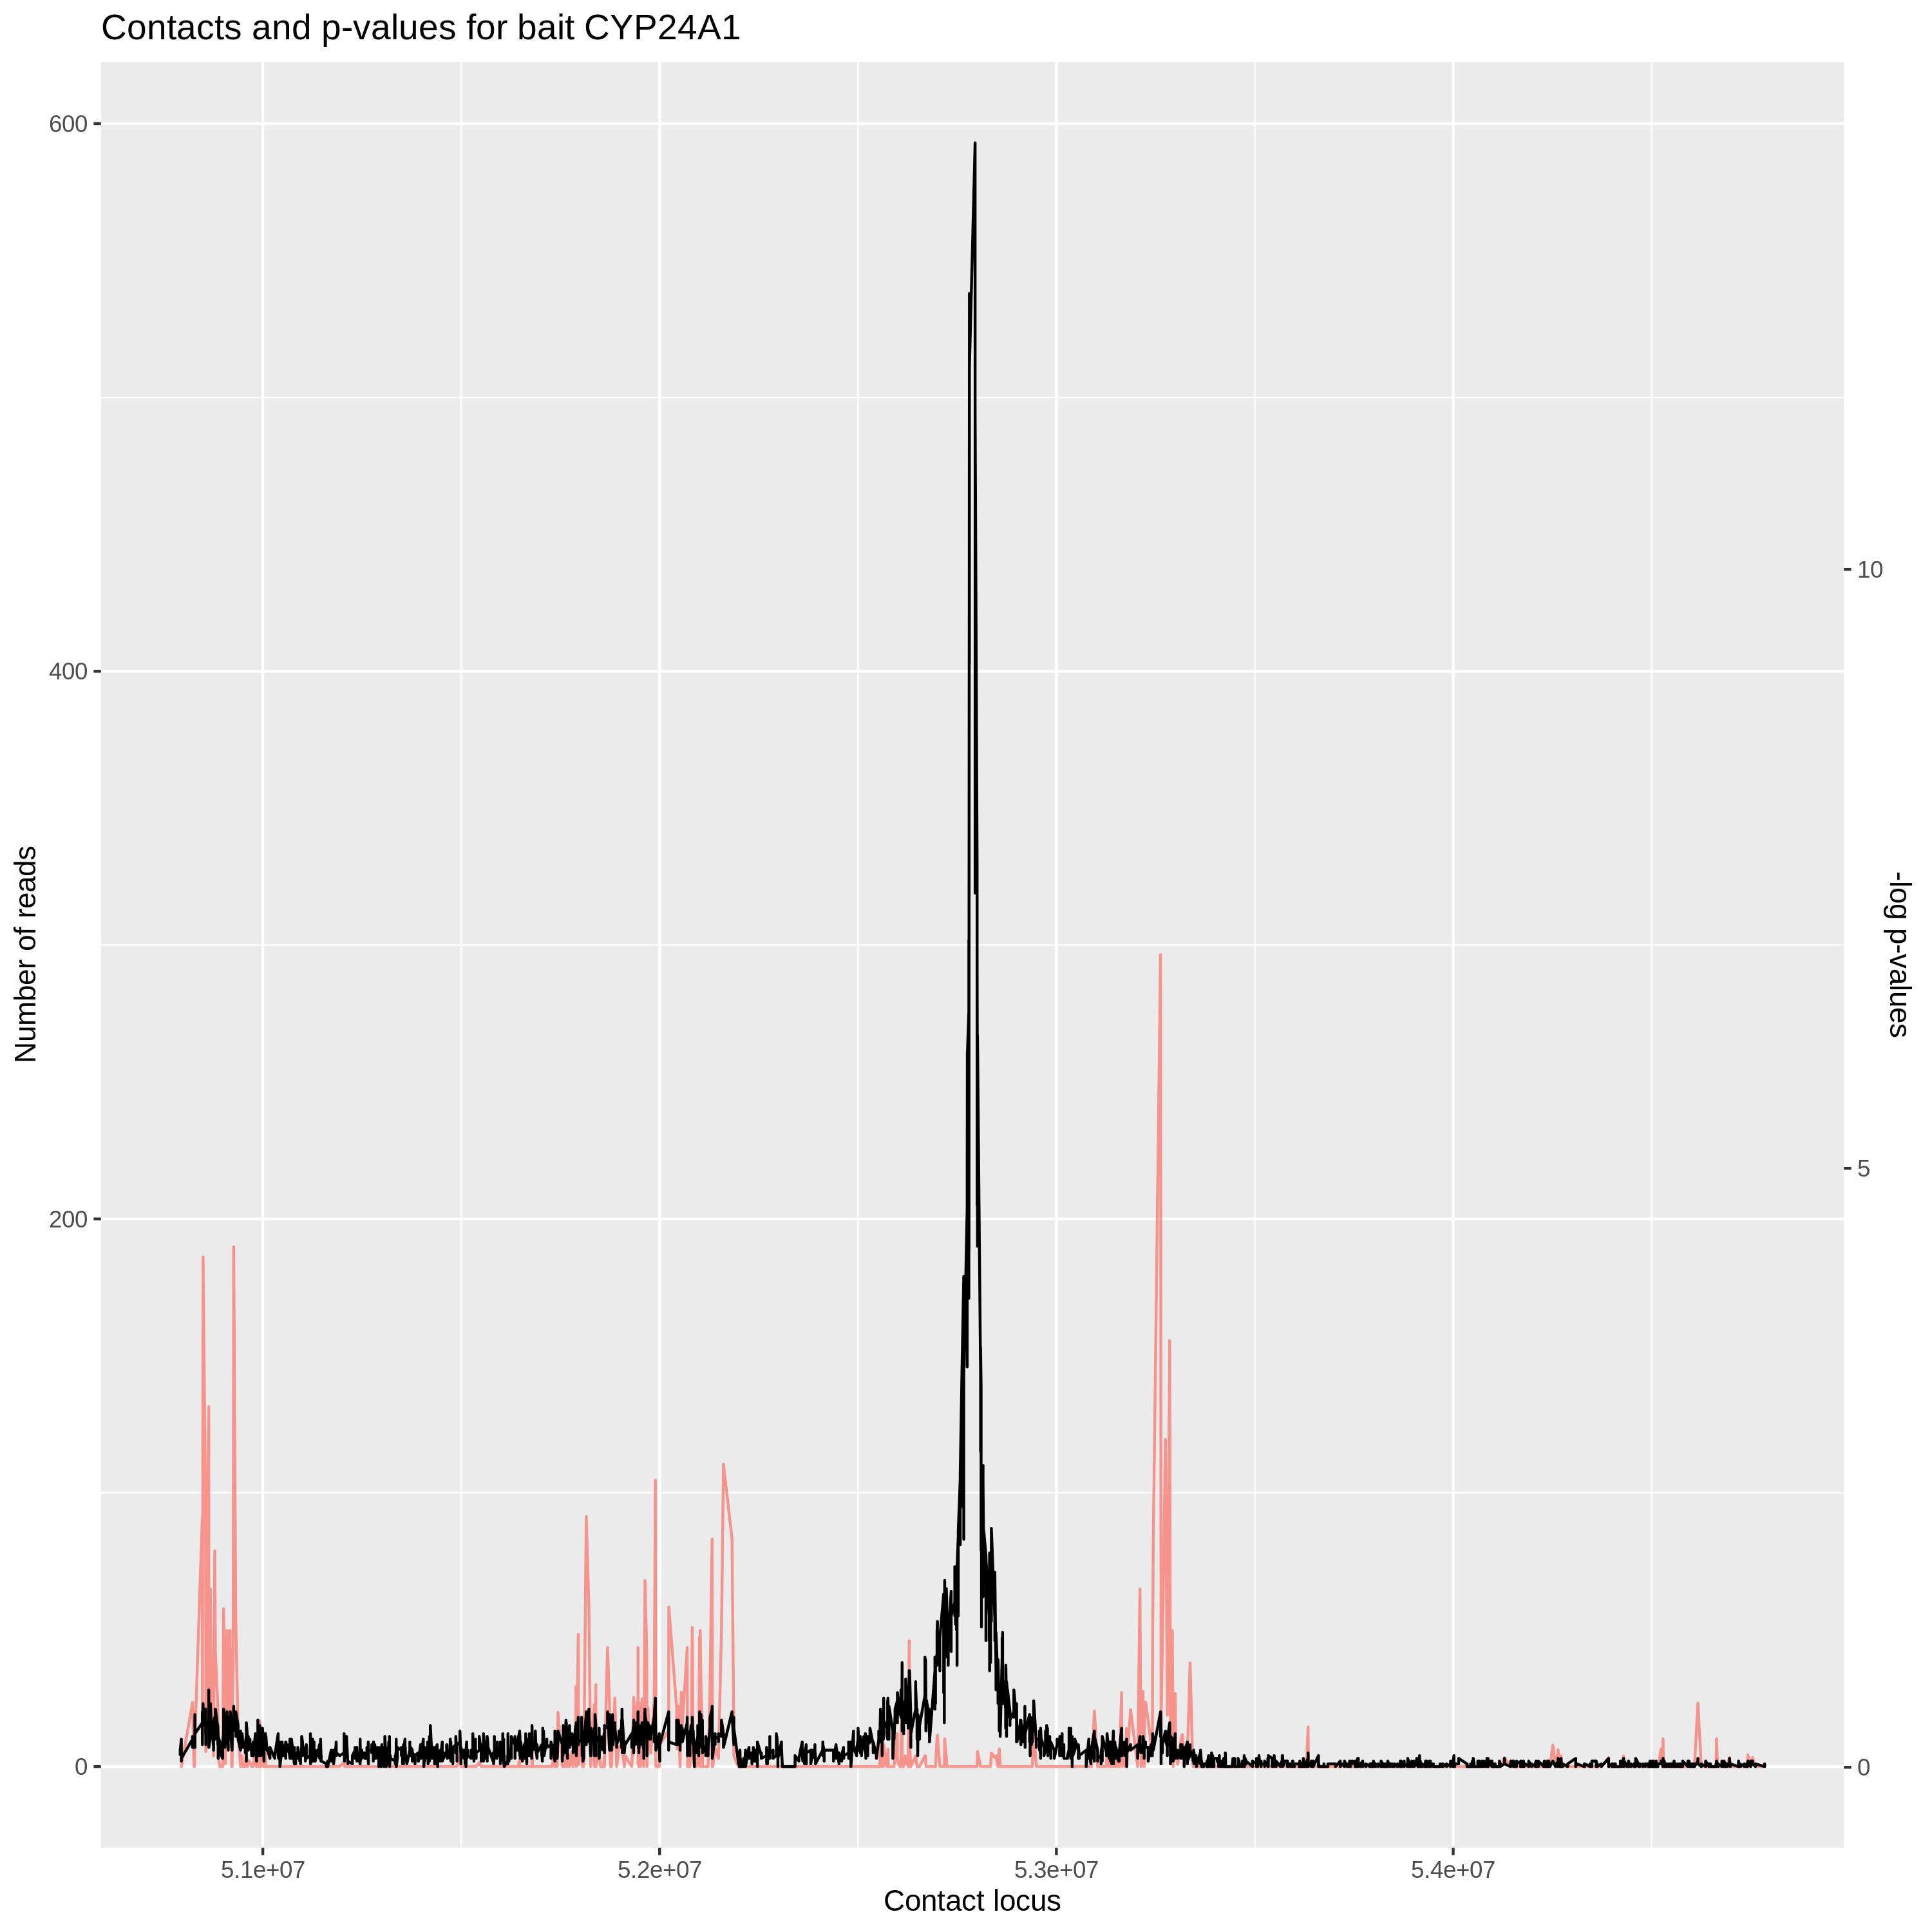 Contacts and p-values for bait CYP24A1
600
400
200
0
10
5
0
Number of reads
-log p-values
5.1e+07
5.2e+07
5.3e+07
5.4e+07
Contact locus